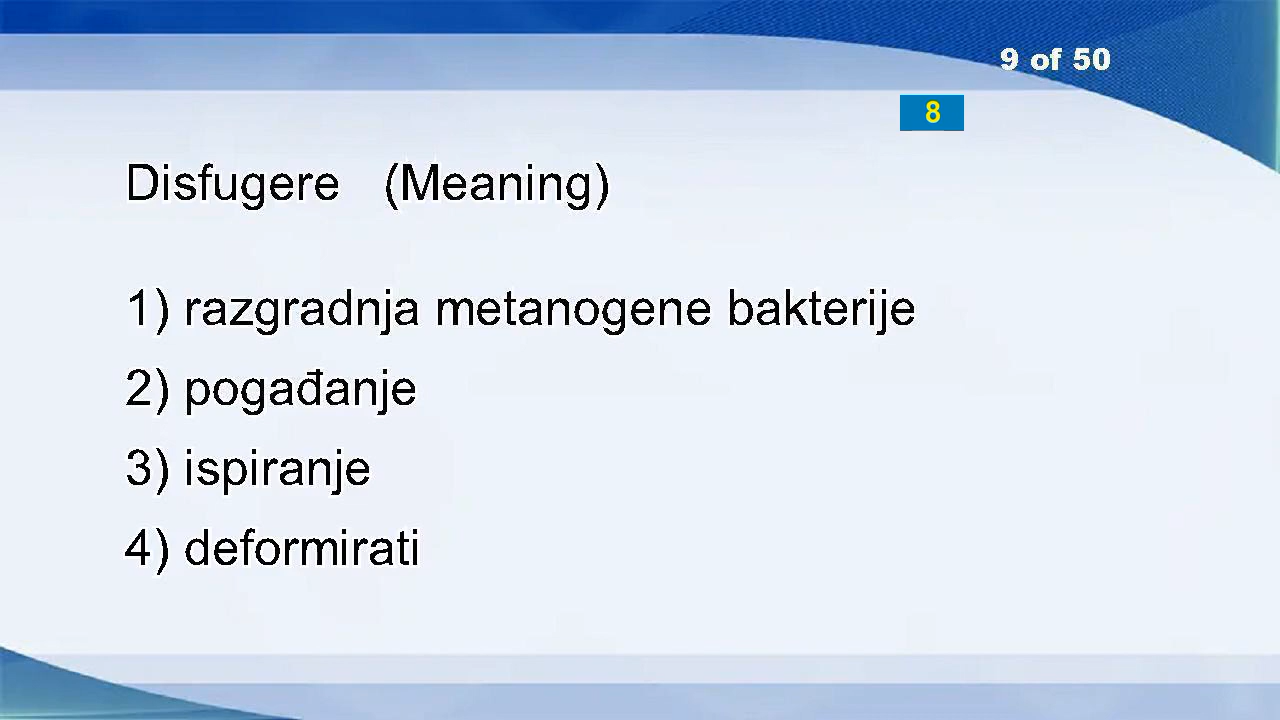 9 of 50
8
Disfugere (Meaning)
1) razgradnja metanogene bakterije
2) pogađanje
3) ispiranje
4) deformirati